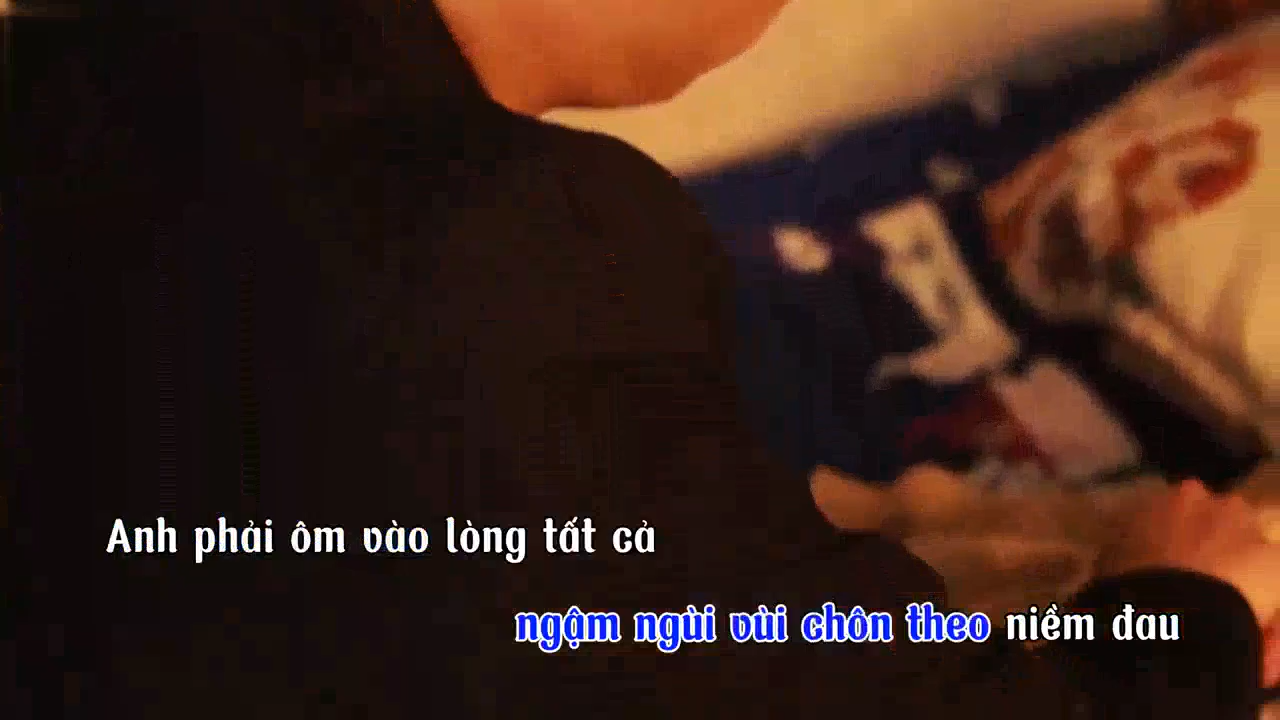 Anh phải ôm vào lòng tất cả
ngậm ngùi vùi chôn theo niềm đau